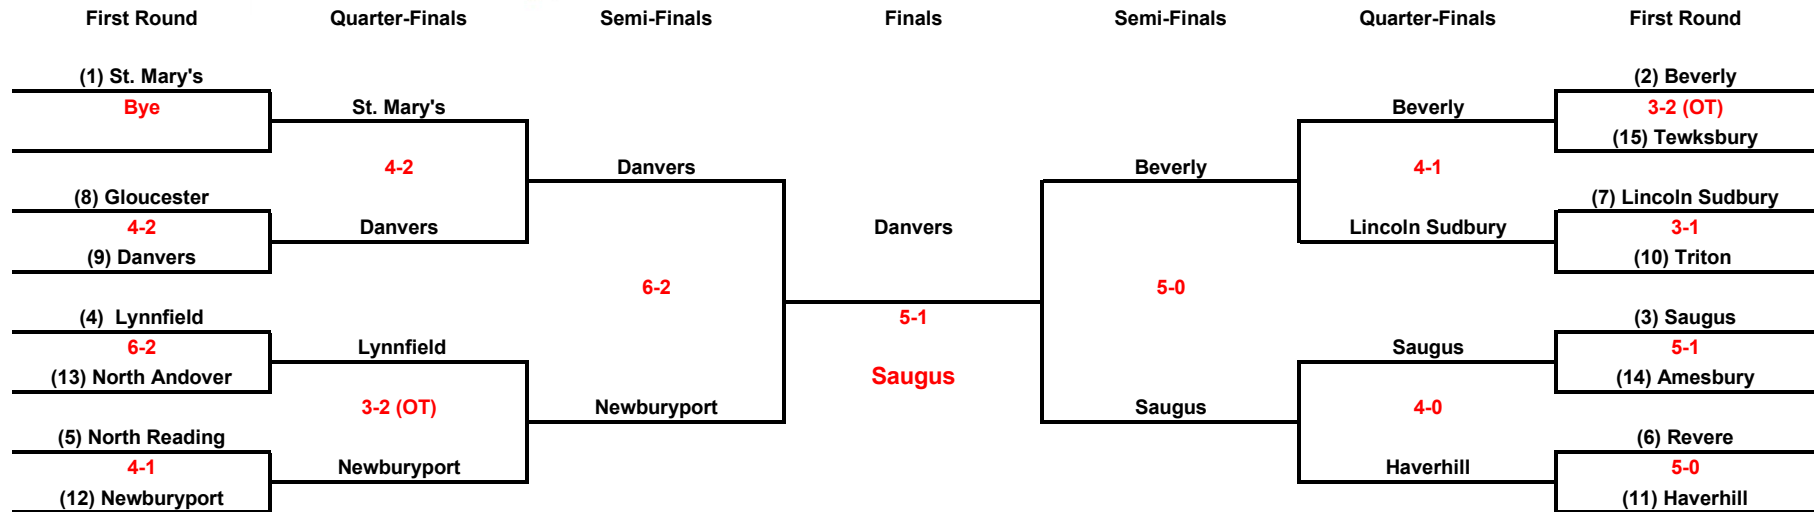 First Round Quarter-Finals Semi-Finals Finals Semi-Finals Quarter-Finals First Round
(1) St. Mary's (2) Beverly
Bye St. Mary's Beverly 3-2 (OT)
(15) Tewksbury
4-2 Danvers Beverly 4-1
(8) Gloucester (7) Lincoln Sudbury
4-2 Danvers Danvers Lincoln Sudbury 3-1
(9) Danvers (10) Triton
6-2 5-0
(4) Lynnfield 5-1 (3) Saugus
6-2 Lynnfield Saugus 5-1
(13) North Andover Saugus (14) Amesbury
3-2 (OT) Newburyport Saugus 4-0
(5) North Reading (6) Revere
4-1 Newburyport Haverhill 5-0
(12) Newburyport (11) Haverhill